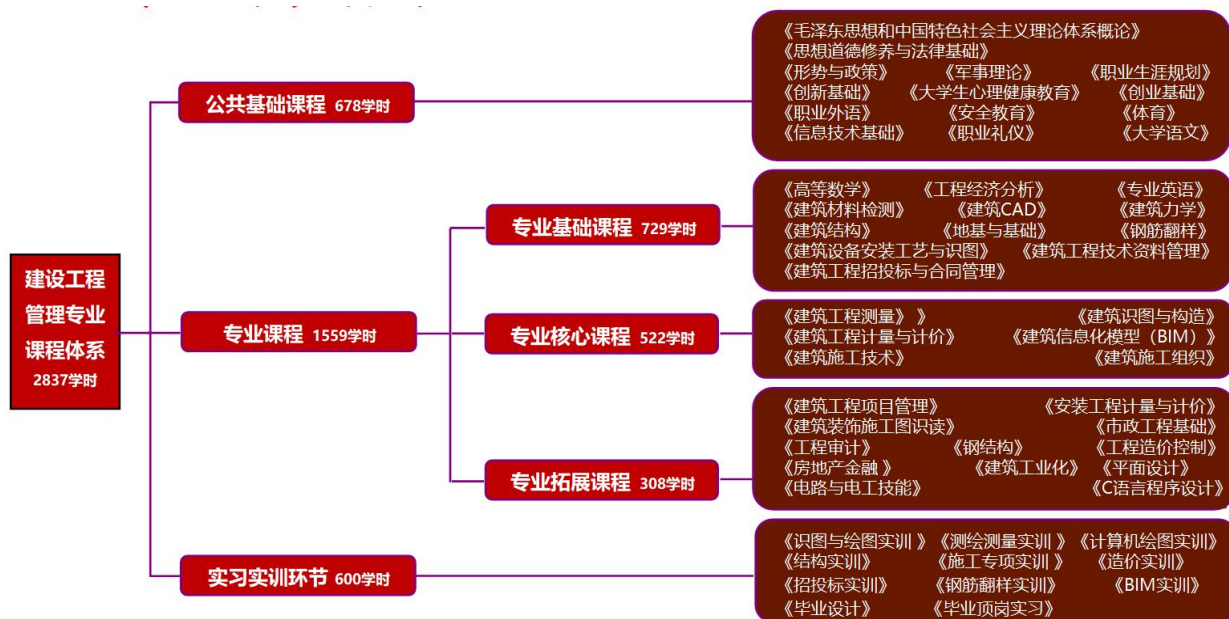 建设工程
管理专业
课程体系
2837学时
公共基础课程 678学时
《毛泽东思想和中国特色社会主义理论体系概论》
《思想道德修养与法律基础》
《形势与政策》 《军事理论》 《职业生涯规划》
《创新基础》 《大学生心理健康教育》 《创业基础》
《职业外语》 《安全教育》 《体育》
《信息技术基础》 《职业礼仪》 《大学语文》
专业课程 1559学时
专业基础课程 729学时
《高等数学》 《工程经济分析》 《专业英语》
《建筑材料检测》 《建筑CAD》 《建筑力学》
《建筑结构》 《地基与基础》 《钢筋翻样》
《建筑设备安装工艺与识图》 《建筑工程技术资料管理》
《建筑工程招投标与合同管理》
专业核心课程 522学时
《建筑工程测量》 》 《建筑识图与构造》
《建筑工程计量与计价》 《建筑信息化模型（BIM）》
《建筑施工技术》 《建筑施工组织》
专业拓展课程 308学时
《建筑工程项目管理》 《安装工程计量与计价》
《建筑装饰施工图识读》 《市政工程基础》
《工程审计》 《钢结构》 《工程造价控制》
《房地产金融 》 《建筑工业化》 《平面设计》
《电路与电工技能》 《C语言程序设计》
实习实训环节 600学时
《识图与绘图实训 》 《测绘测量实训 》 《计算机绘图实训》
《结构实训》 《施工专项实训 》 《造价实训》
《招投标实训》 《钢筋翻样实训》 《BIM实训》
《毕业设计》 《毕业顶岗实习》